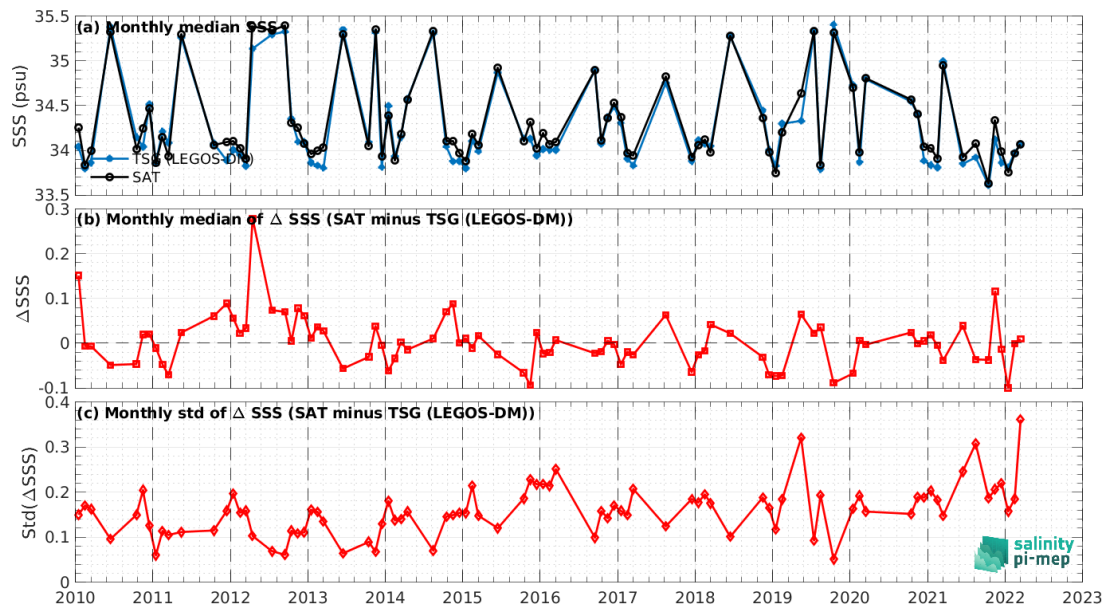 (a) Monthly median SSS
35.5
35
34.5
34
33.5
SSS (psu)
TSG (LEGOS-DM)
SAT
(b) Monthly median of Δ SSS (SAT minus TSG (LEGOS-DM))
0.3
0.2
0.1
0
-0.1
ΔSSS
(c) Monthly std of Δ SSS (SAT minus TSG (LEGOS-DM))
0.4
0.3
0.2
0.1
0
Std(ΔSSS)
salinity
pi-mep
2010 2011 2012 2013 2014 2015 2016 2017 2018 2019 2020 2021 2022 2023